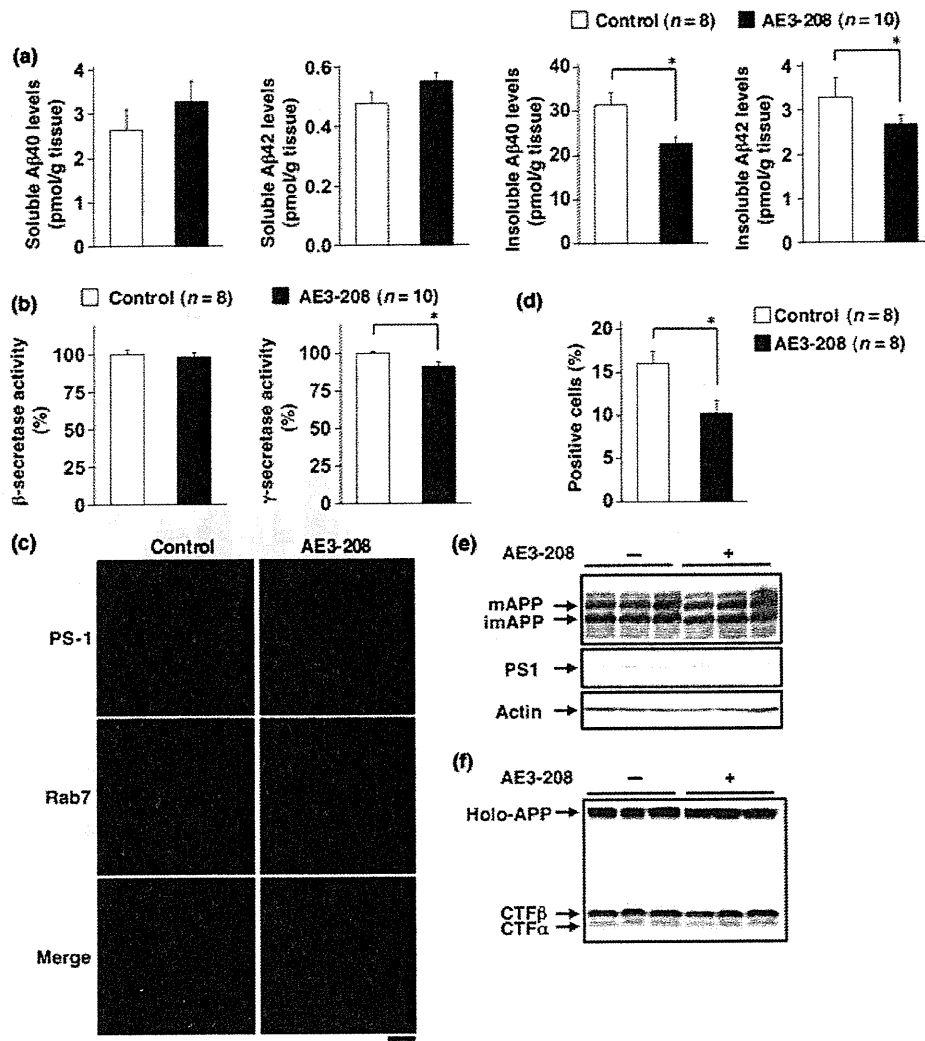 Control (n = 8) AE3-208 (n = 10)
(a)
Soluble Aβ40 levels
(pmol/g tissue)
4
3
2
1
0
Soluble Aβ42 levels
(pmol/g tissue)
0.6
0.4
0.2
0.0
Insoluble Aβ40 levels
(pmol/g tissue)
40
30
20
10
0
*
Insoluble Aβ42 levels
(pmol/g tissue)
4
3
2
1
0
*
(b)
Control (n = 8) AE3-208 (n = 10)
β-secretase activity
(%)
100
75
50
25
0
γ-secretase activity
(%)
100
75
50
25
0
*
(d)
Control (n = 8)
AE3-208 (n = 8)
Positive cells (%)
20
15
10
5
0
*
(c)
Control AE3-208
PS-1
Rab7
Merge
(e)
AE3-208 − +
mAPP
imAPP
PS1
Actin
(f)
AE3-208 − +
Holo-APP
CTFβ
CTFα